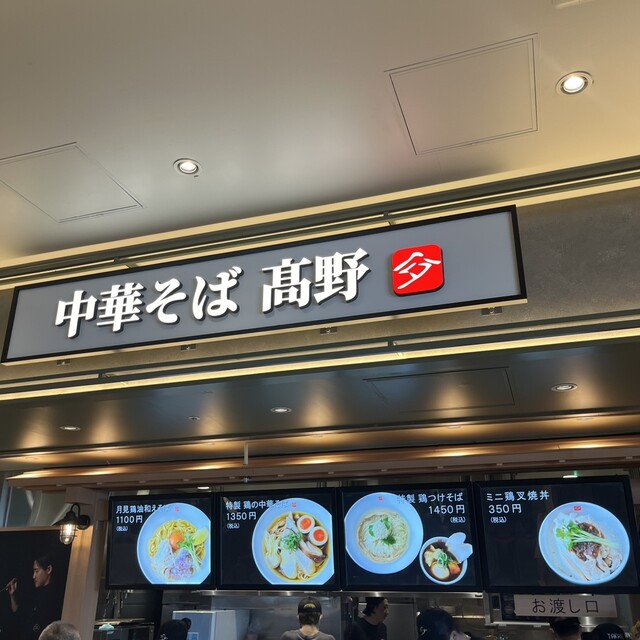 中華そば 髙野
月見鶏油和え
1100円
(税込)
特製 鶏の中華そ
1350円
(税込)
特製 鶏つけそば
1450円
(税込)
ミニ鶏叉焼丼
350円
(税込)
お渡し口